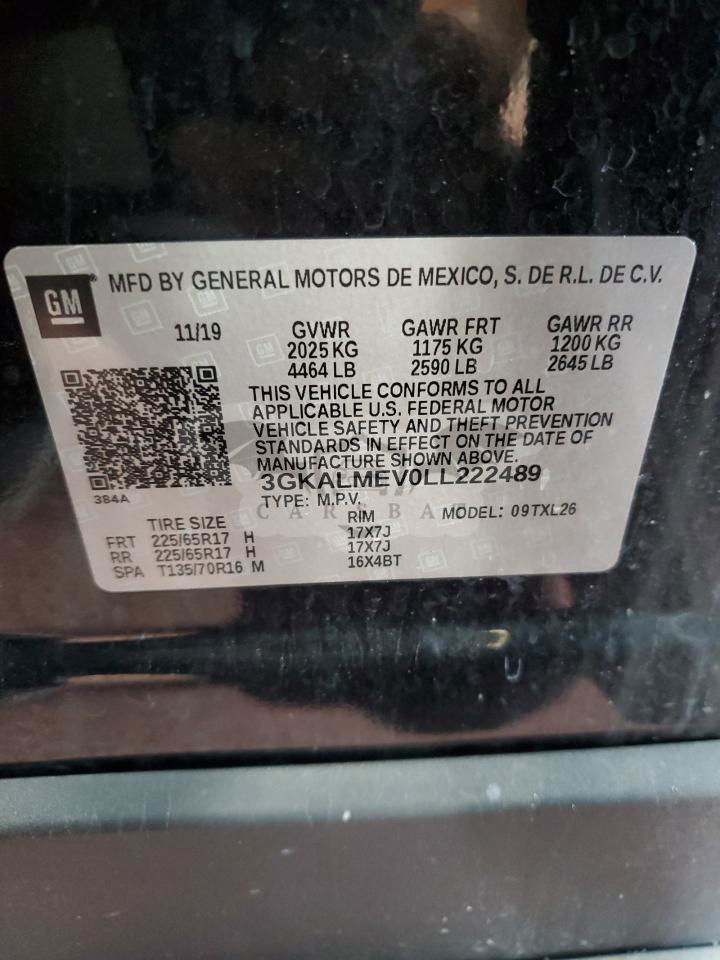 GM® MFD BY GENERAL MOTORS DE MEXICO, S. DE R.L. DE C.V.
11/19 GVWR GAWR FRT GAWR RR
2025 KG 1175 KG 1200 KG
4464 LB 2590 LB 2645 LB
THIS VEHICLE CONFORMS TO ALL
APPLICABLE U.S. FEDERAL MOTOR
VEHICLE SAFETY AND THEFT PREVENTION
STANDARDS IN EFFECT ON THE DATE OF
MANUFACTURE SHOWN ABOVE.
3GKALMEV0LL222489
384A TYPE: M.P.V. MODEL: 09TXL26
TIRE SIZE RIM
FRT 225/65R17 H 17X7J
RR 225/65R17 H 17X7J
SPA T135/70R16 M 16X4BT